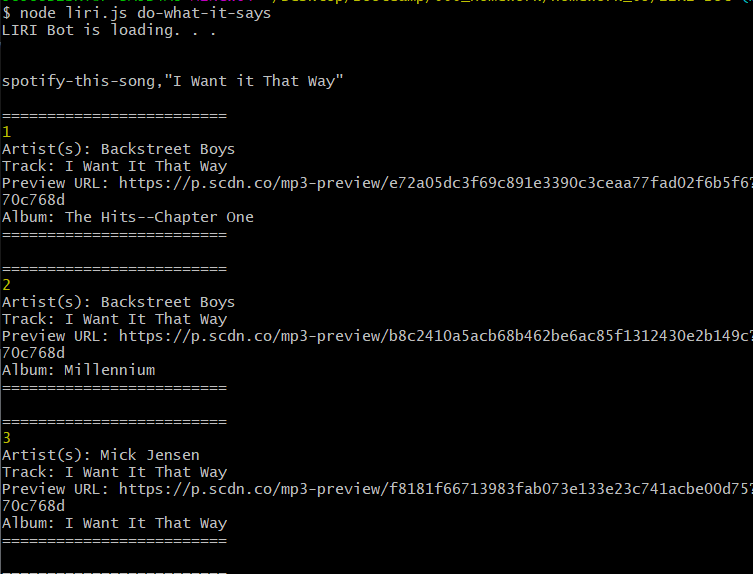 $ node liri.js do-what-it-says
LIRI Bot is loading. . .
spotify-this-song,"I Want it That Way"
=========================
1
Artist(s): Backstreet Boys
Track: I Want It That Way
Preview URL: https://p.scdn.co/mp3-preview/e72a05dc3f69c891e3390c3ceaa77fad02f6b5f6?
70c768d
Album: The Hits--Chapter One
=========================
=========================
2
Artist(s): Backstreet Boys
Track: I Want It That Way
Preview URL: https://p.scdn.co/mp3-preview/b8c2410a5acb68b462be6ac85f1312430e2b149c?
70c768d
Album: Millennium
=========================
=========================
3
Artist(s): Mick Jensen
Track: I Want It That Way
Preview URL: https://p.scdn.co/mp3-preview/f8181f66713983fab073e133e23c741acbe00d75?
70c768d
Album: I Want It That Way
=========================
=========================